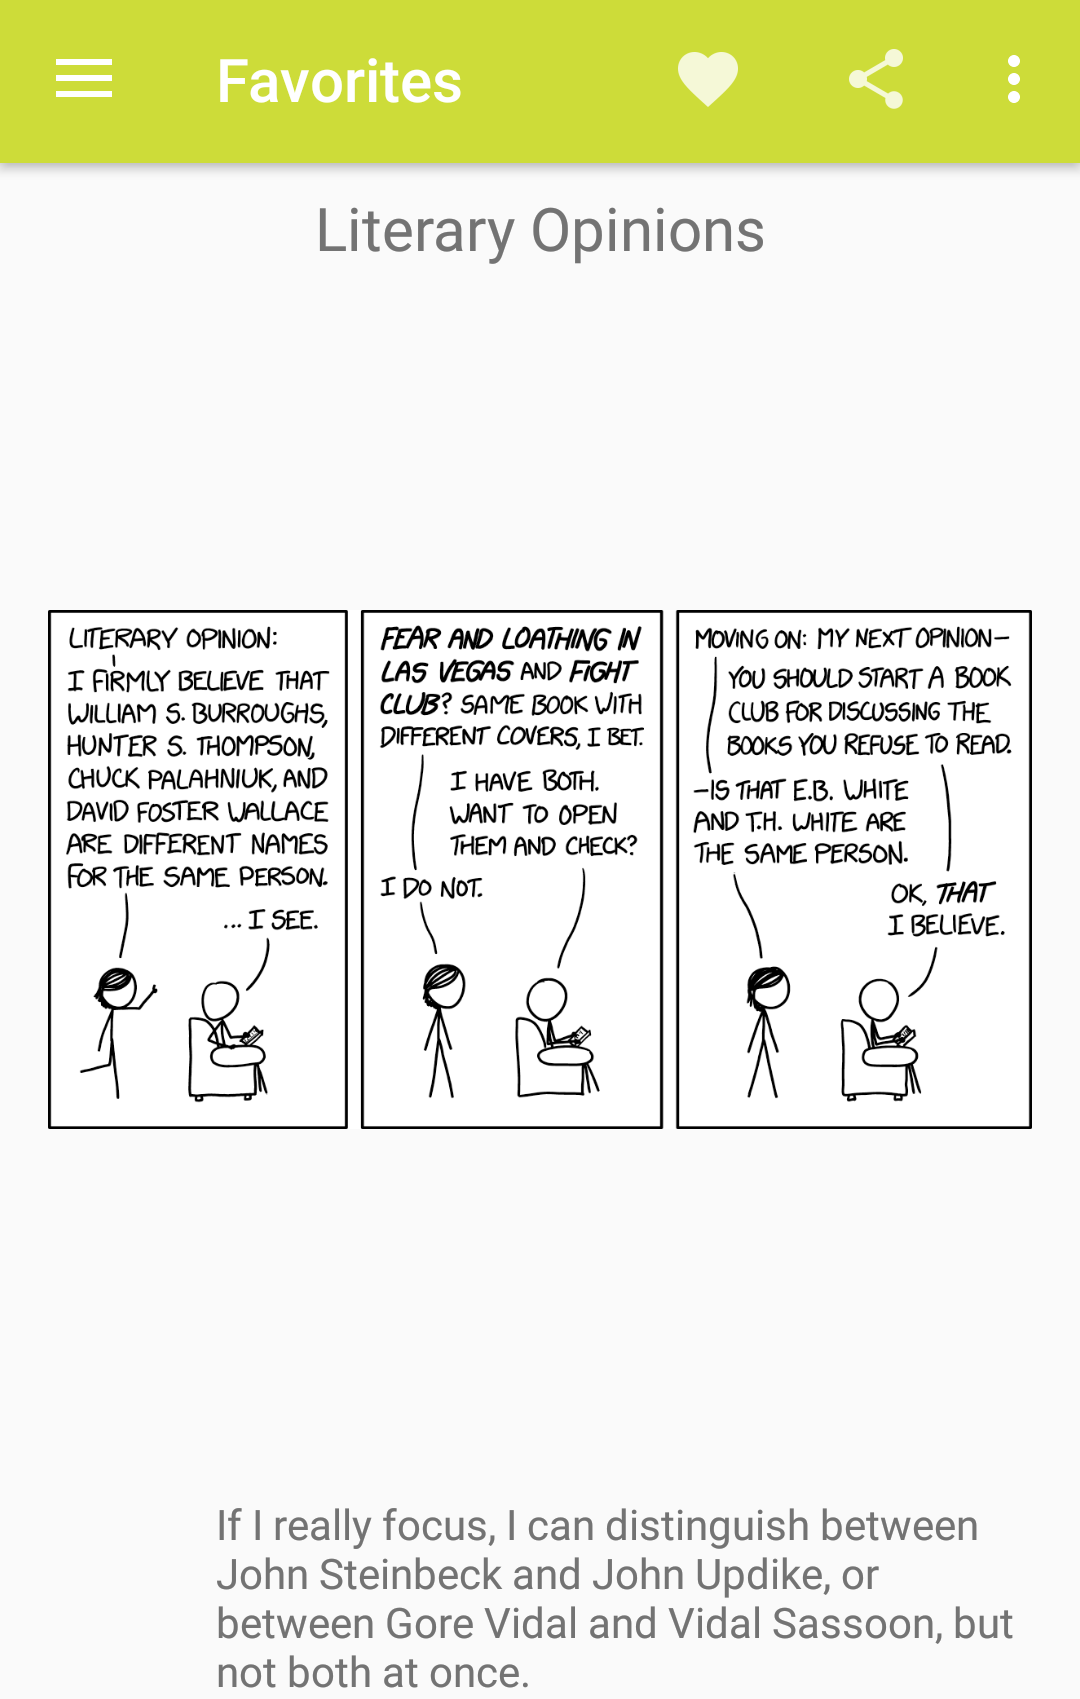 Favorites
Literary Opinions
LITERARY OPINION:
I FIRMLY BELIEVE THAT
WILLIAM S. BURROUGHS,
HUNTER S. THOMPSON,
CHUCK PALAHNIUK, AND
DAVID FOSTER WALLACE
ARE DIFFERENT NAMES
FOR THE SAME PERSON.
... I SEE.
FEAR AND LOATHING IN
LAS VEGAS AND FIGHT
CLUB? SAME BOOK WITH
DIFFERENT COVERS, I BET.
I HAVE BOTH.
WANT TO OPEN
THEM AND CHECK?
I DO NOT.
MOVING ON: MY NEXT OPINION—
YOU SHOULD START A BOOK
CLUB FOR DISCUSSING THE
BOOKS YOU REFUSE TO READ.
—IS THAT E.B. WHITE
AND T.H. WHITE ARE
THE SAME PERSON.
OK, THAT
I BELIEVE.
If I really focus, I can distinguish between
John Steinbeck and John Updike, or
between Gore Vidal and Vidal Sassoon, but
not both at once.